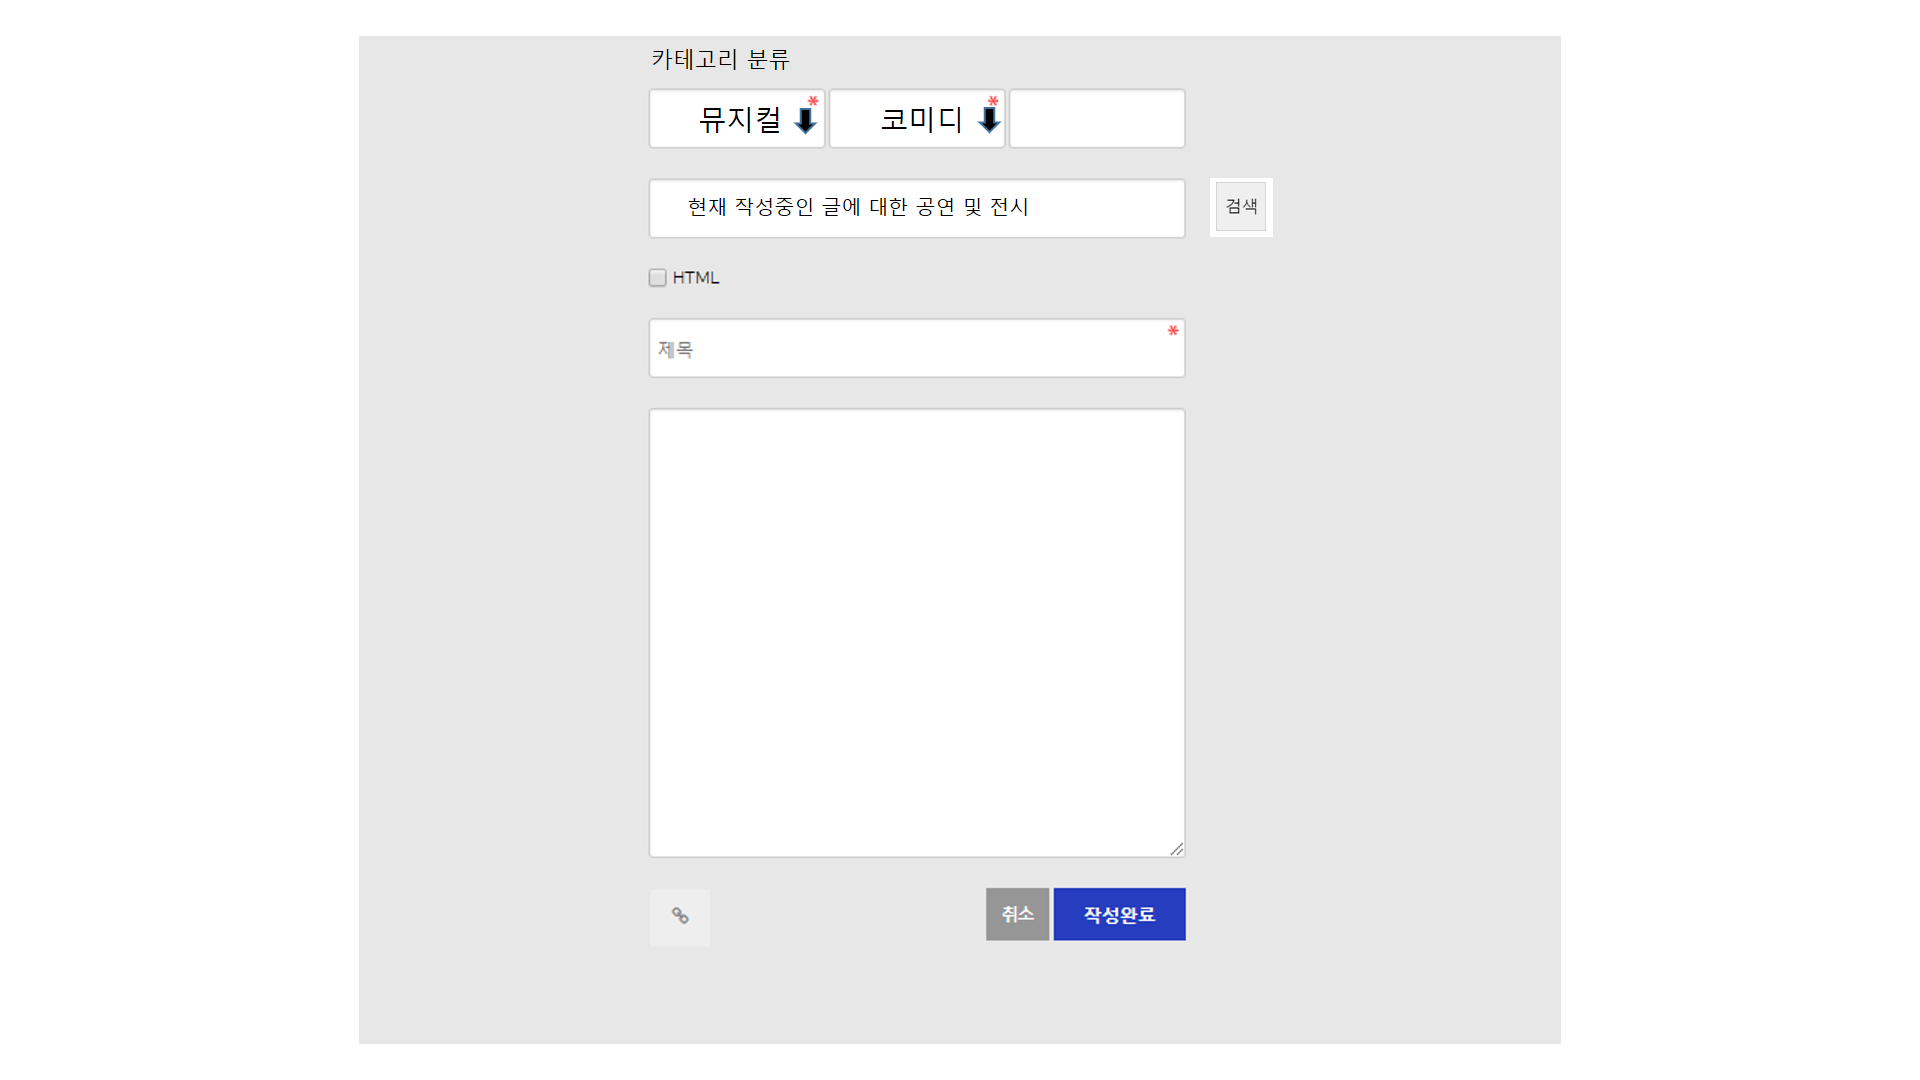 카테고리 분류
뮤지컬 * 코미디 *
현재 작성중인 글에 대한 공연 및 전시 검색
HTML
제목 *
취소 작성완료